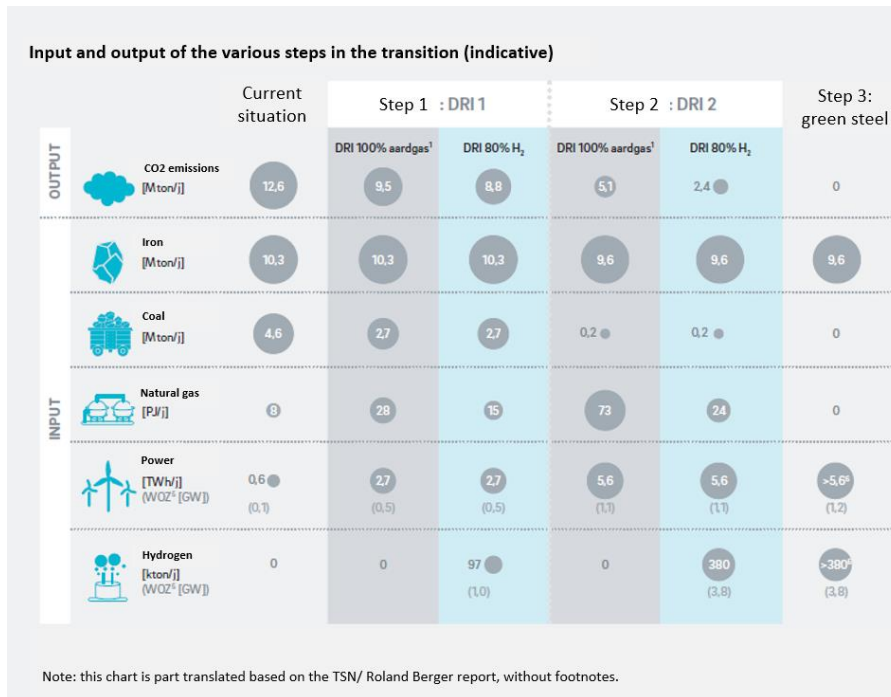 Input and output of the various steps in the transition (indicative)
Current situation
Step 1 : DRI 1
Step 2 : DRI 2
Step 3: green steel
DRI 100% aardgas¹
DRI 80% H₂
DRI 100% aardgas¹
DRI 80% H₂
OUTPUT
CO2 emissions
[Mton/j]
12,6
9,5
8,8
5,1
2,4
0
INPUT
Iron
[Mton/j]
10,3
10,3
10,3
9,6
9,6
9,6
Coal
[Mton/j]
4,6
2,7
2,7
0,2
0,2
0
Natural gas
[PJ/j]
8
28
15
73
24
0
Power
[TWh/j]
(WOZ⁶ [GW])
0,6
(0,1)
2,7
(0,5)
2,7
(0,5)
5,6
(1,1)
5,6
(1,1)
>5,6⁶
(1,2)
Hydrogen
[kton/j]
(WOZ⁶ [GW])
0
0
97
(1,0)
0
380
(3,8)
>380⁶
(3,8)
Note: this chart is part translated based on the TSN/ Roland Berger report, without footnotes.